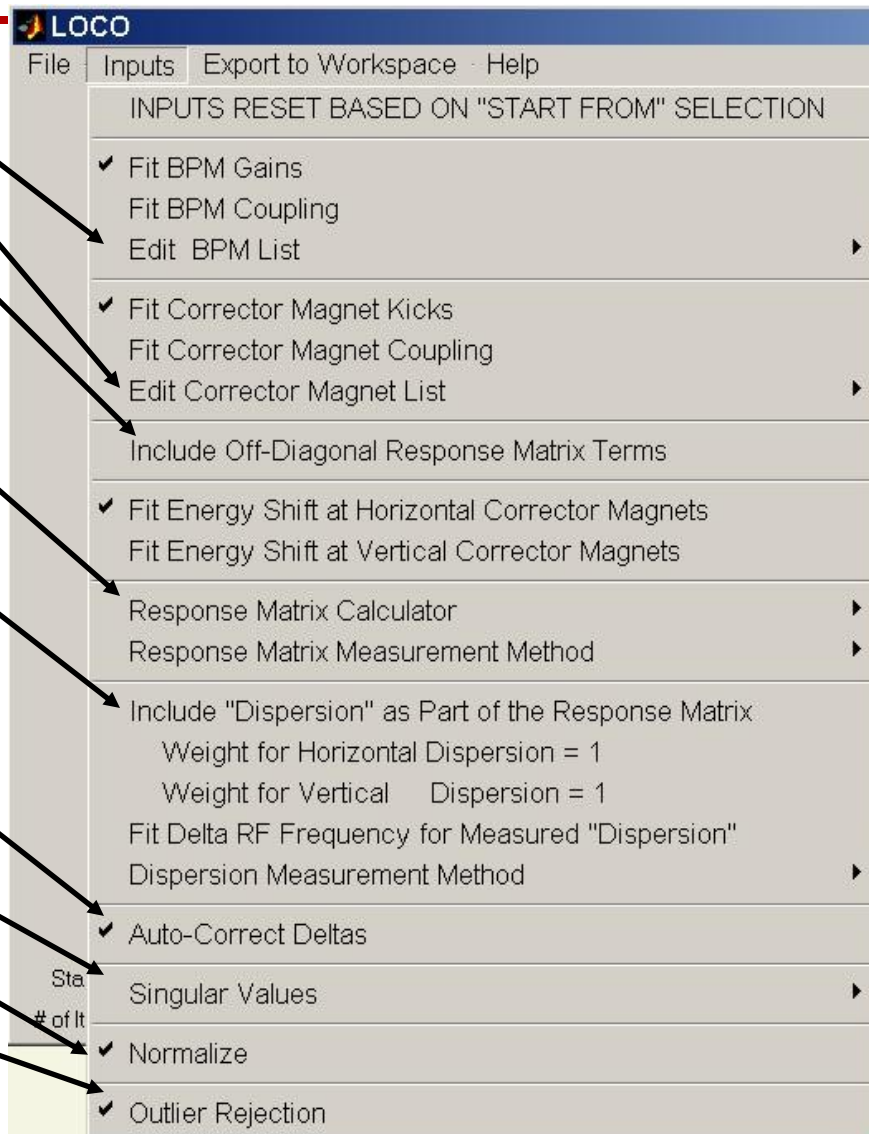 LOCO
File Inputs Export to Workspace Help
INPUTS RESET BASED ON "START FROM" SELECTION
Fit BPM Gains
Fit BPM Coupling
Edit BPM List
Fit Corrector Magnet Kicks
Fit Corrector Magnet Coupling
Edit Corrector Magnet List
Include Off-Diagonal Response Matrix Terms
Fit Energy Shift at Horizontal Corrector Magnets
Fit Energy Shift at Vertical Corrector Magnets
Response Matrix Calculator
Response Matrix Measurement Method
Include "Dispersion" as Part of the Response Matrix
Weight for Horizontal Dispersion = 1
Weight for Vertical Dispersion = 1
Fit Delta RF Frequency for Measured "Dispersion"
Dispersion Measurement Method
Auto-Correct Deltas
Sta
Singular Values
# of It
Normalize
Outlier Rejection